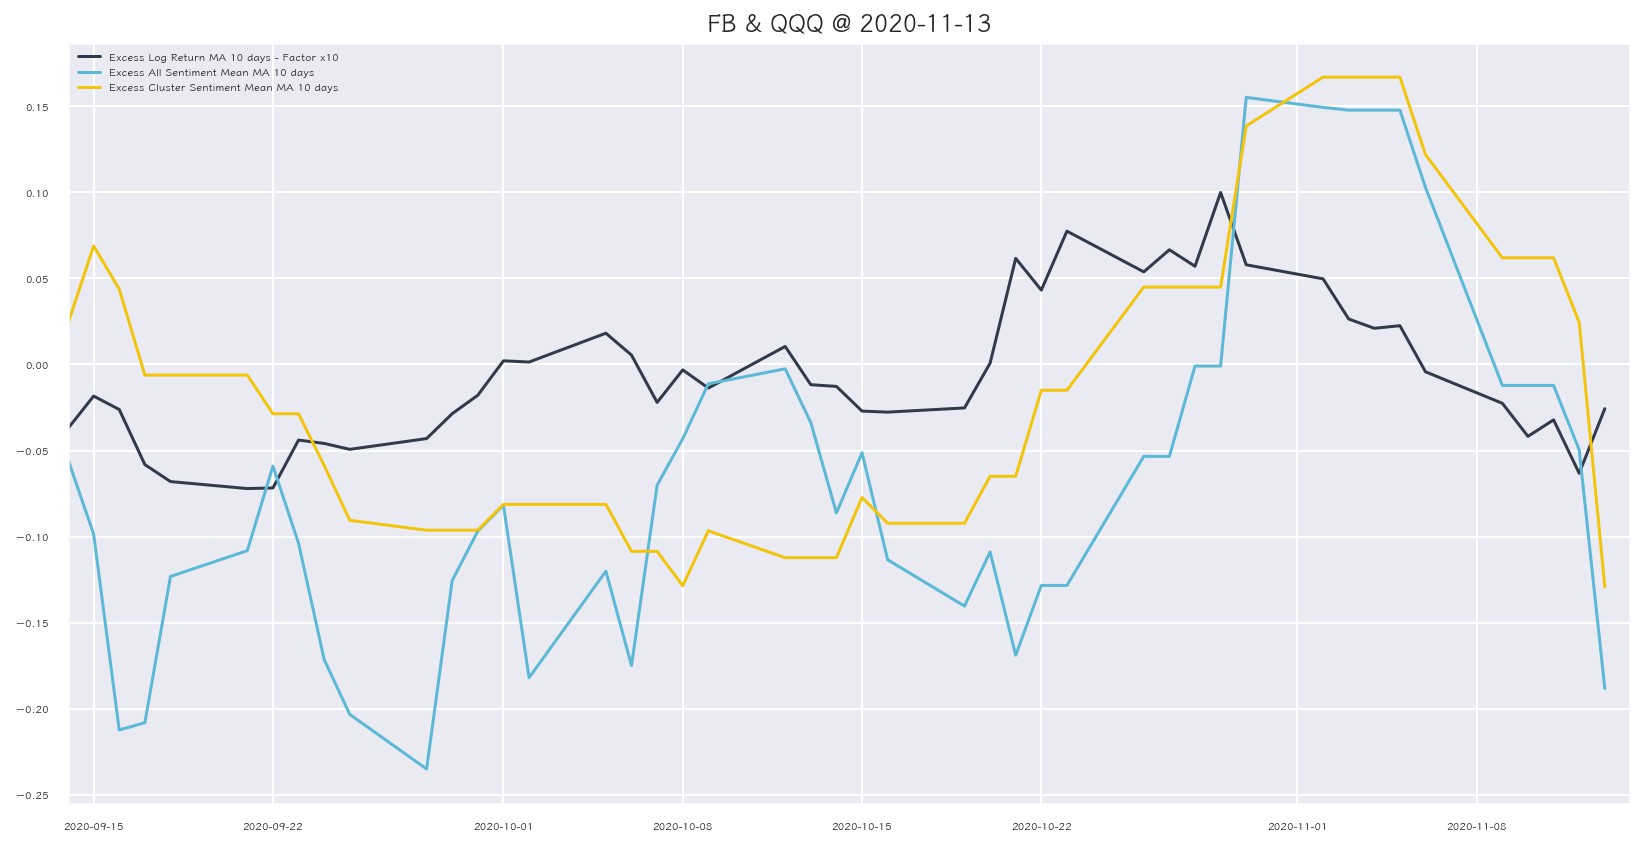 FB & QQQ @ 2020-11-13
Excess Log Return MA 10 days - Factor x10
Excess All Sentiment Mean MA 10 days
Excess Cluster Sentiment Mean MA 10 days
0.15
0.10
0.05
0.00
−0.05
−0.10
−0.15
−0.20
−0.25
2020-09-15 2020-09-22 2020-10-01 2020-10-08 2020-10-15 2020-10-22 2020-11-01 2020-11-08